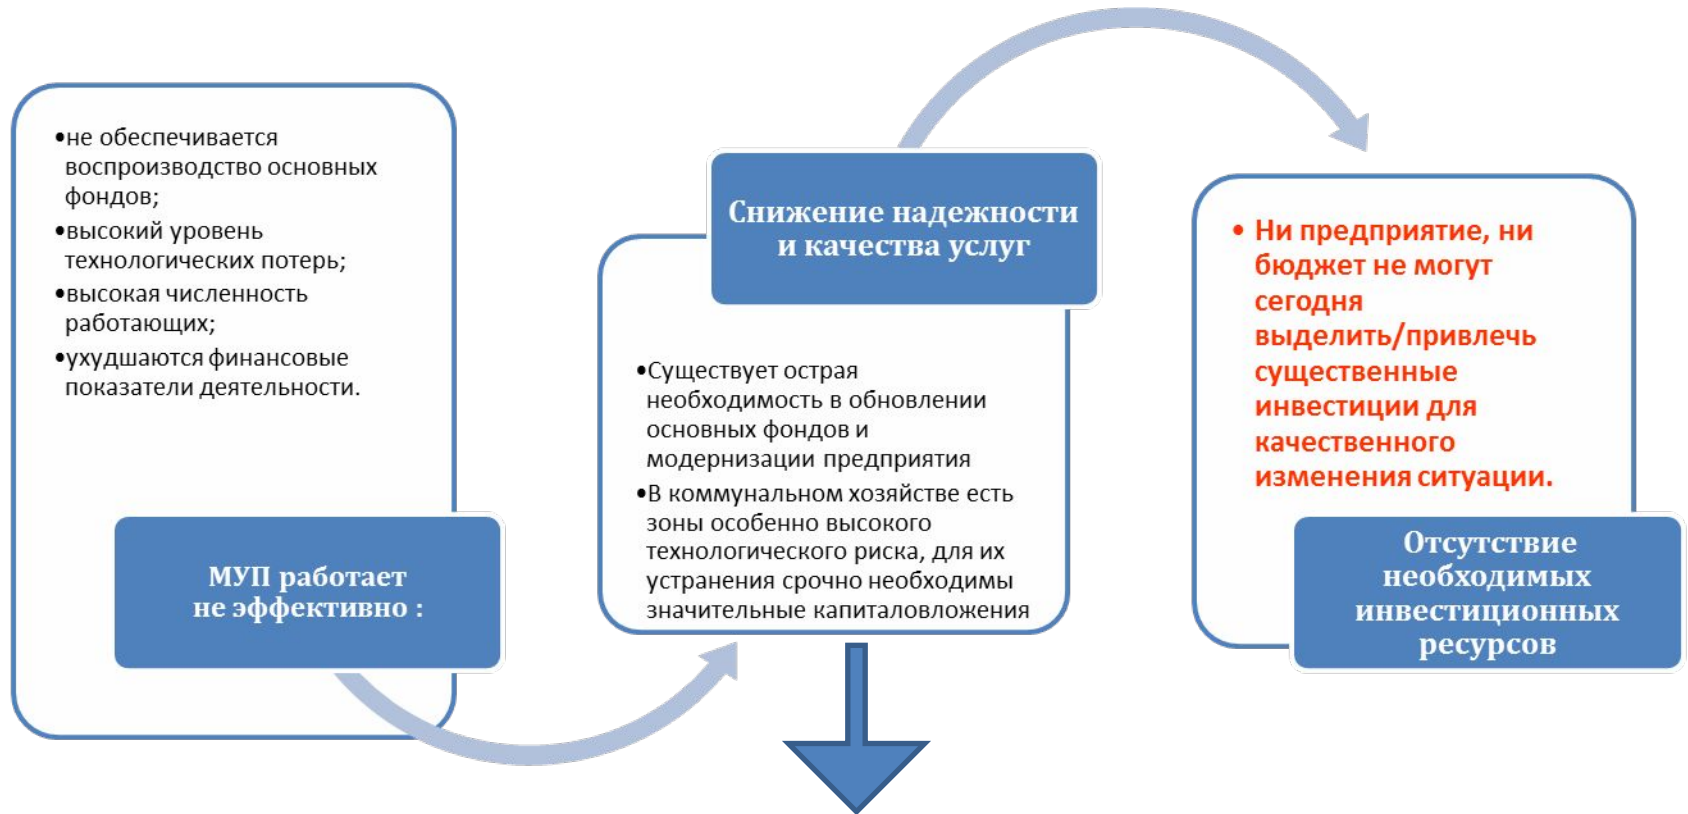 •не обеспечивается
воспроизводство основных
фондов;
•высокий уровень
технологических потерь;
•высокая численность
работающих;
•ухудшаются финансовые
показатели деятельности.
МУП работает
не эффективно :
Снижение надежности
и качества услуг
•Существует острая
необходимость в обновлении
основных фондов и
модернизации предприятия
•В коммунальном хозяйстве есть
зоны особенно высокого
технологического риска, для их
устранения срочно необходимы
значительные капиталовложения
• Ни предприятие, ни
бюджет не могут
сегодня
выделить/привлечь
существенные
инвестиции для
качественного
изменения ситуации.
Отсутствие
необходимых
инвестиционных
ресурсов